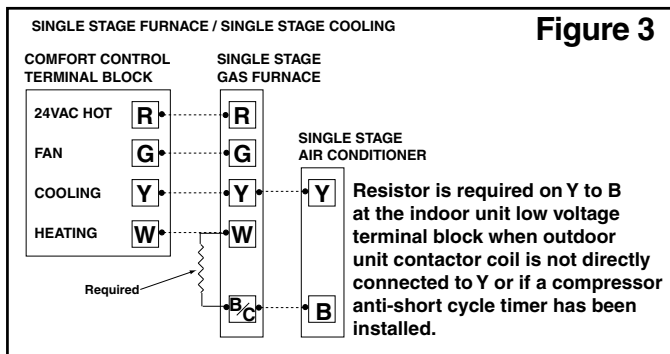 SINGLE STAGE FURNACE / SINGLE STAGE COOLING
Figure 3
COMFORT CONTROL
TERMINAL BLOCK
SINGLE STAGE
GAS FURNACE
24VAC HOT R R
FAN G G
SINGLE STAGE
AIR CONDITIONER
COOLING Y Y Y
HEATING W W
Required
B/C B
Resistor is required on Y to B
at the indoor unit low voltage
terminal block when outdoor
unit contactor coil is not directly
connected to Y or if a compressor
anti-short cycle timer has been
installed.